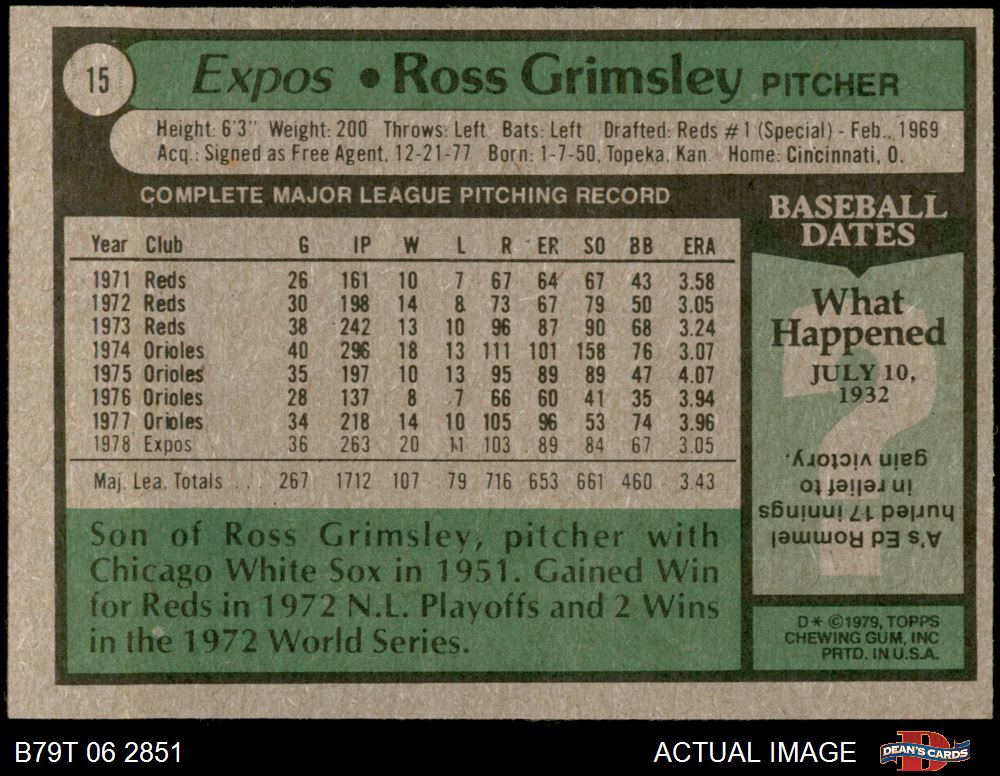 15
Expos • Ross Grimsley PITCHER
Height: 6'3" Weight: 200 Throws: Left Bats: Left Drafted: Reds #1 (Special) - Feb., 1969
Acq.: Signed as Free Agent, 12-21-77 Born: 1-7-50, Topeka, Kan. Home: Cincinnati, O.
COMPLETE MAJOR LEAGUE PITCHING RECORD
Year Club G IP W L R ER SO BB ERA
1971 Reds 26 161 10 7 67 64 67 43 3.58
1972 Reds 30 198 14 8 73 67 79 50 3.05
1973 Reds 38 242 13 10 96 87 90 68 3.24
1974 Orioles 40 296 18 13 111 101 158 76 3.07
1975 Orioles 35 197 10 13 95 89 89 47 4.07
1976 Orioles 28 137 8 7 66 60 41 35 3.94
1977 Orioles 34 218 14 10 105 96 53 74 3.96
1978 Expos 36 263 20 11 103 89 84 67 3.05
Maj. Lea. Totals . . . 267 1712 107 79 716 653 661 460 3.43
Son of Ross Grimsley, pitcher with
Chicago White Sox in 1951. Gained Win
for Reds in 1972 N.L. Playoffs and 2 Wins
in the 1972 World Series.
BASEBALL
DATES
What
Happened
JULY 10,
1932
?
A's Ed Rommel
hurled 17 innings
in relief to
gain victory.
D* ©1979, TOPPS
CHEWING GUM, INC
PRTD. IN U.S.A.
B79T 06 2851
ACTUAL IMAGE
D
DEAN'S CARDS